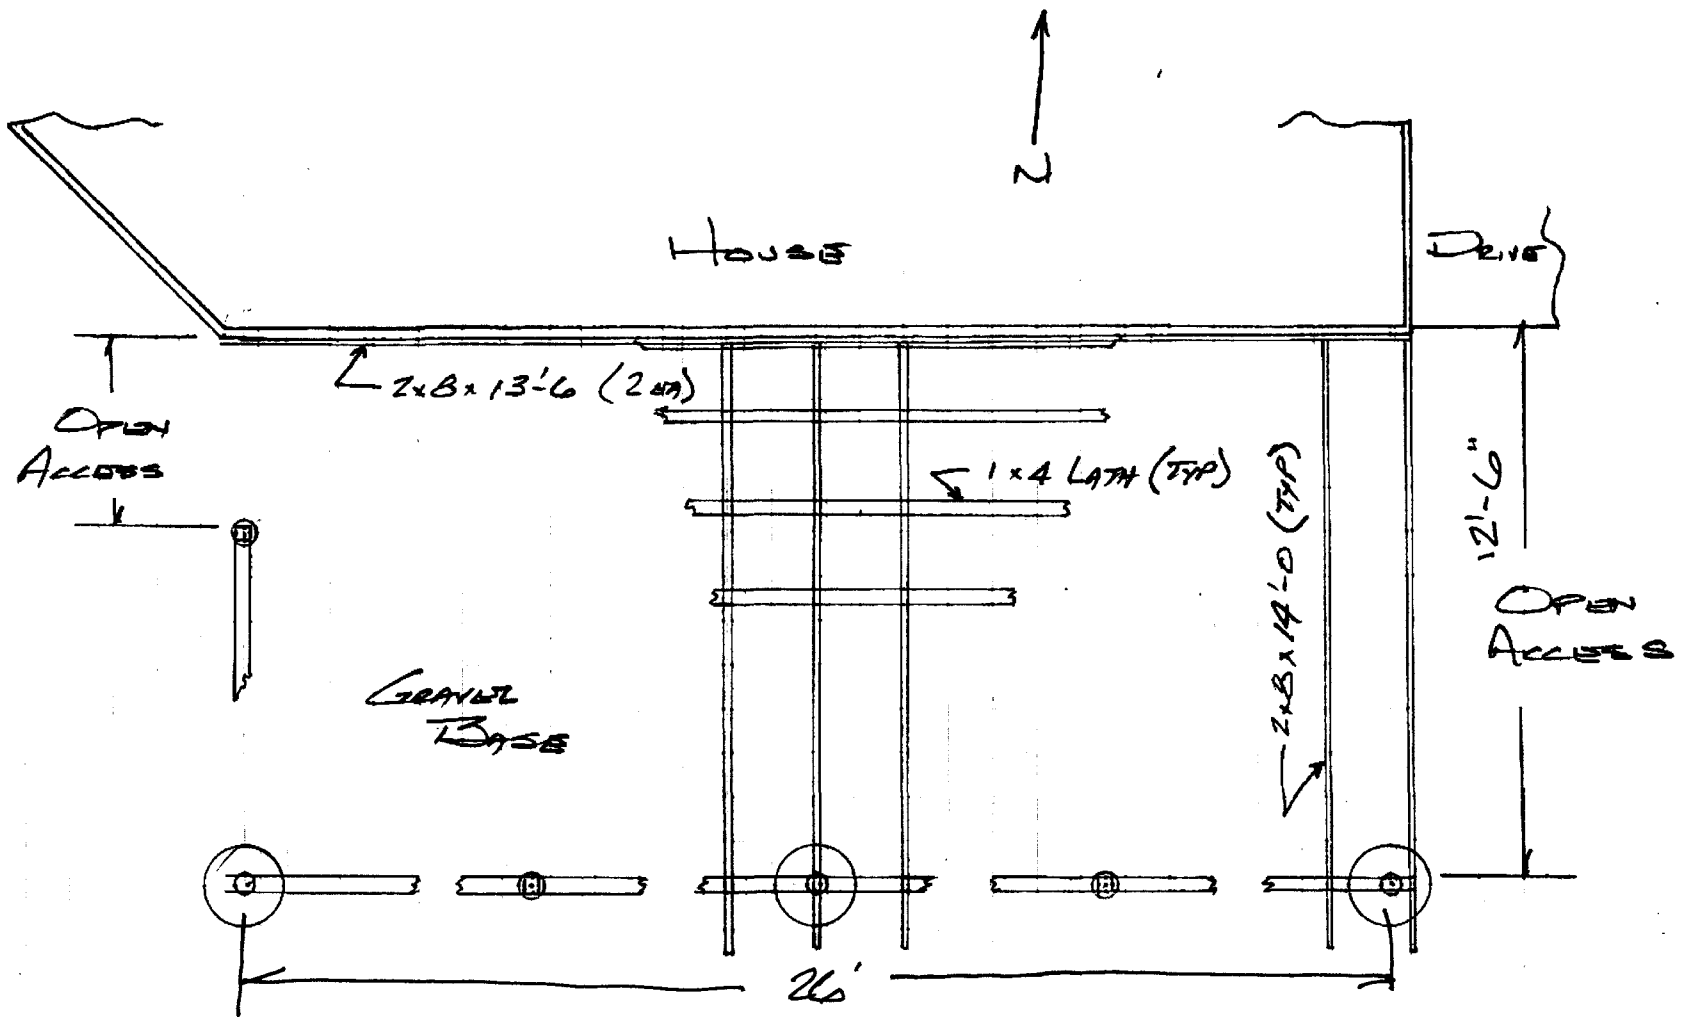 N
HOUSE
DRIVE
2x8x13'-6 (2 EA)
OPEN
ACCESS
1x4 LATH (TYP)
2x8x14'-0 (TYP)
12'-6"
OPEN
ACCESS
GRAVEL
BASE
26'